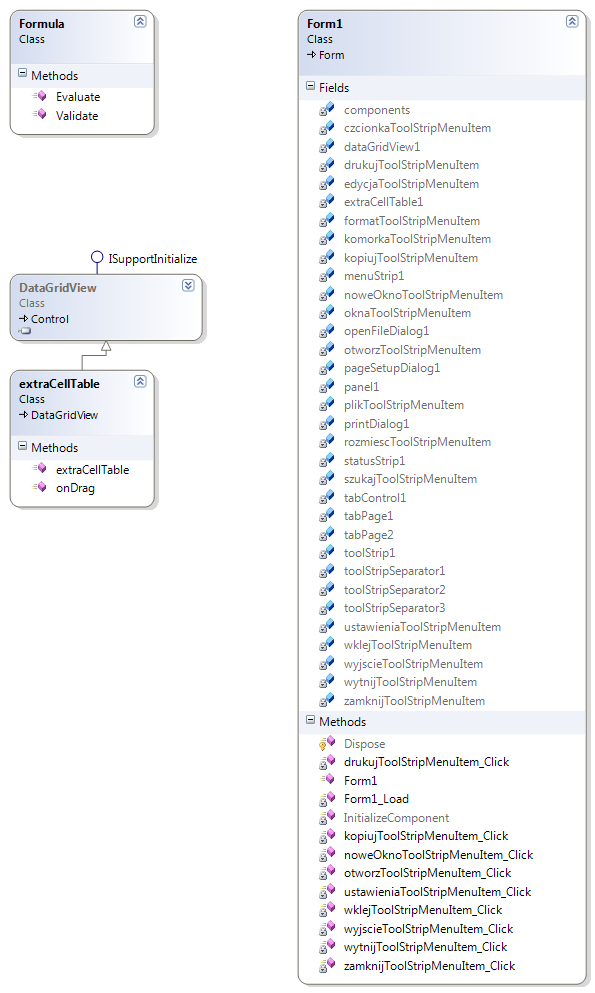 Formula
Class
Methods
Evaluate
Validate
ISupportInitialize
DataGridView
Class
Control
extraCellTable
Class
DataGridView
Methods
extraCellTable
onDrag
Form1
Class
Form
Fields
components
czcionkaToolStripMenuItem
dataGridView1
drukujToolStripMenuItem
edycjaToolStripMenuItem
extraCellTable1
formatToolStripMenuItem
komorkaToolStripMenuItem
kopiujToolStripMenuItem
menuStrip1
noweOknoToolStripMenuItem
oknaToolStripMenuItem
openFileDialog1
otworzToolStripMenuItem
pageSetupDialog1
panel1
plikToolStripMenuItem
printDialog1
rozmiescToolStripMenuItem
statusStrip1
szukajToolStripMenuItem
tabControl1
tabPage1
tabPage2
toolStrip1
toolStripSeparator1
toolStripSeparator2
toolStripSeparator3
ustawieniaToolStripMenuItem
wklejToolStripMenuItem
wyjscieToolStripMenuItem
wytnijToolStripMenuItem
zamknijToolStripMenuItem
Methods
Dispose
drukujToolStripMenuItem_Click
Form1
Form1_Load
InitializeComponent
kopiujToolStripMenuItem_Click
noweOknoToolStripMenuItem_Click
otworzToolStripMenuItem_Click
ustawieniaToolStripMenuItem_Click
wklejToolStripMenuItem_Click
wyjscieToolStripMenuItem_Click
wytnijToolStripMenuItem_Click
zamknijToolStripMenuItem_Click